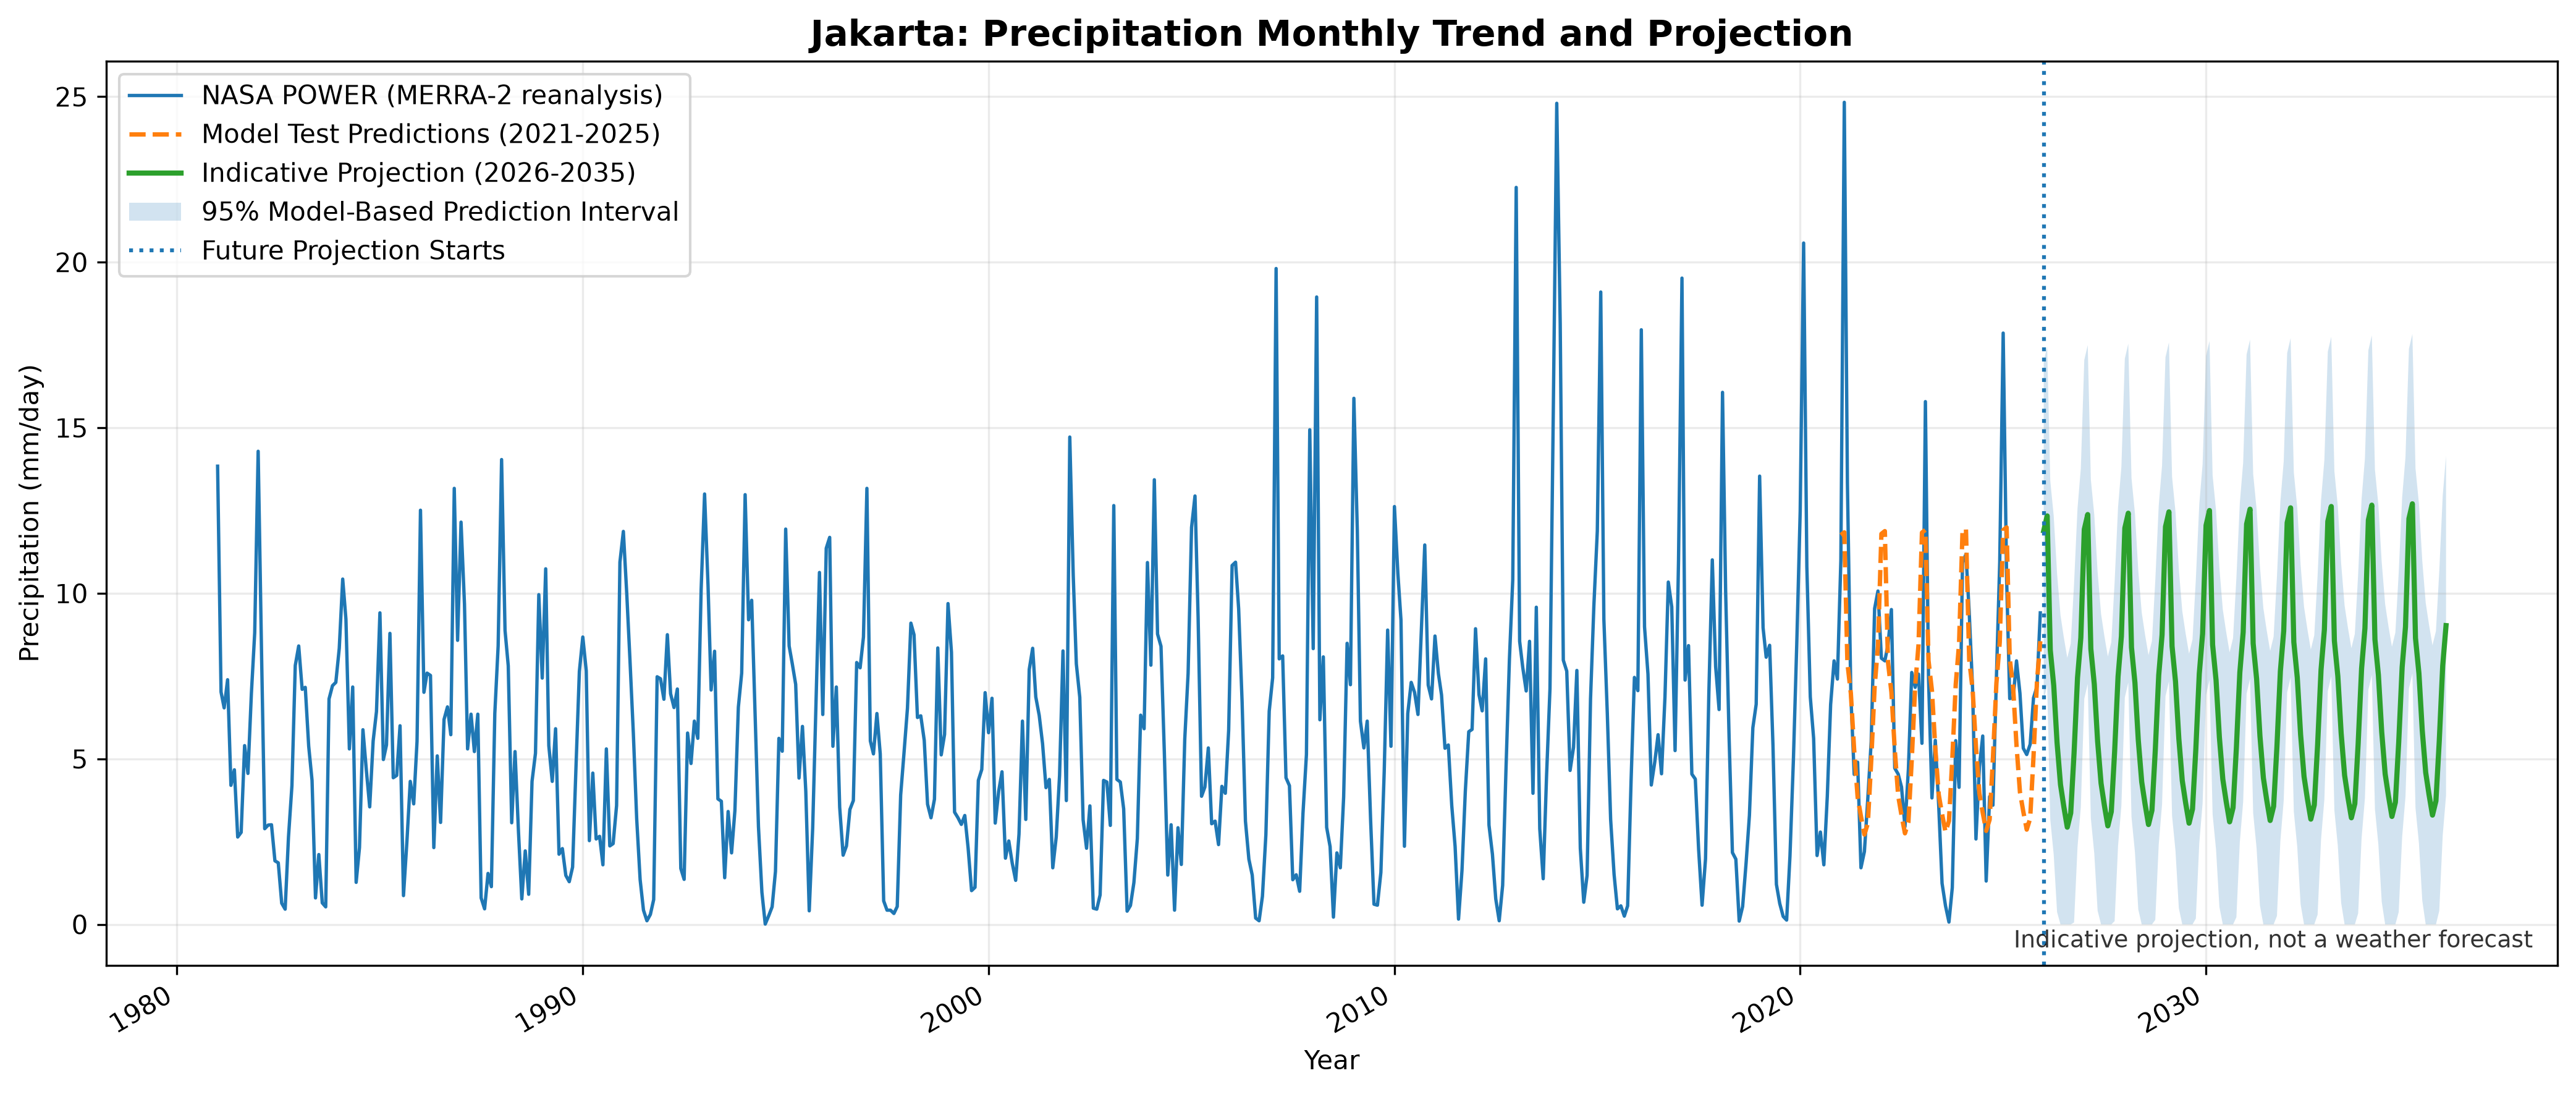 Jakarta: Precipitation Monthly Trend and Projection
NASA POWER (MERRA-2 reanalysis)
Model Test Predictions (2021-2025)
Indicative Projection (2026-2035)
95% Model-Based Prediction Interval
Future Projection Starts
Precipitation (mm/day)
25
20
15
10
5
0
Indicative projection, not a weather forecast
1980
1990
2000
2010
2020
2030
Year